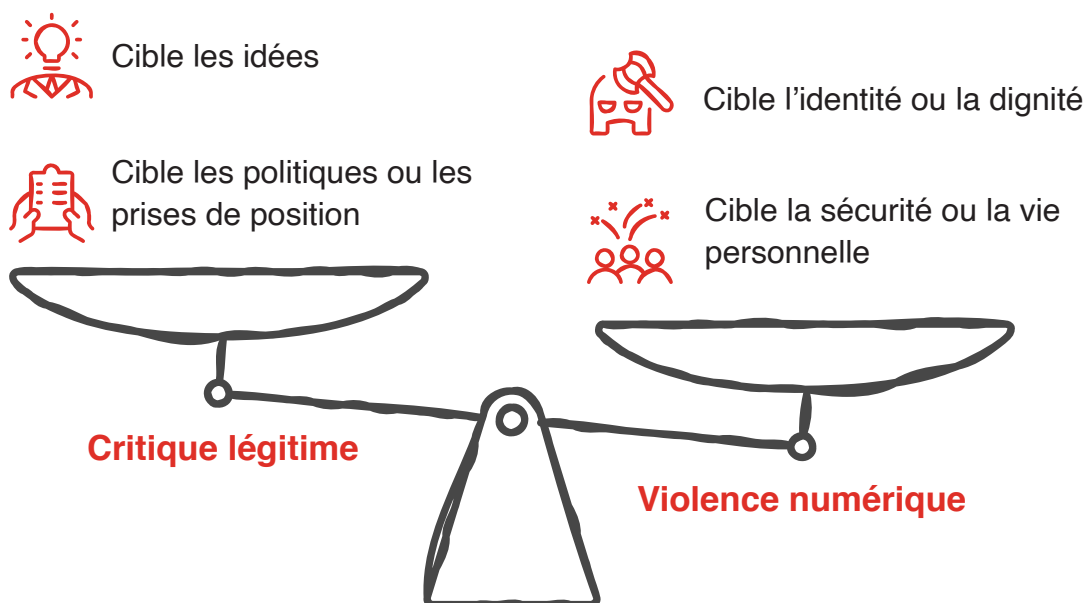 Cible les idées
Cible les politiques ou les
prises de position
Critique légitime
Cible l’identité ou la dignité
Cible la sécurité ou la vie
personnelle
Violence numérique